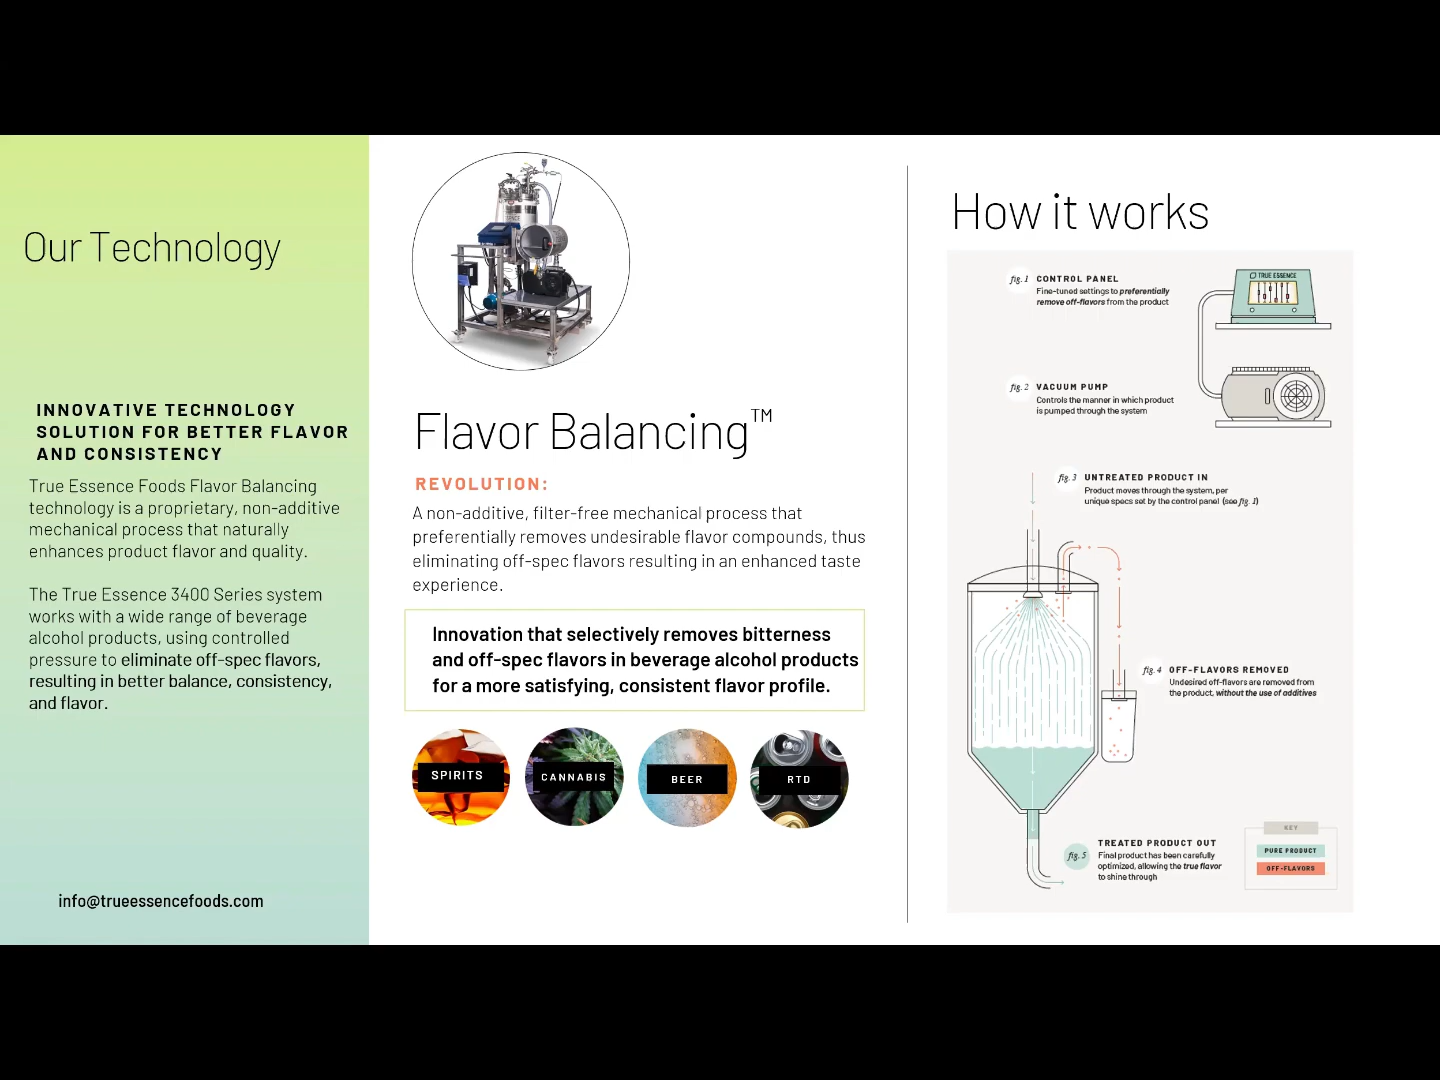 Our Technology
INNOVATIVE TECHNOLOGY
SOLUTION FOR BETTER FLAVOR
AND CONSISTENCY
True Essence Foods Flavor Balancing
technology is a proprietary, non-additive
mechanical process that naturally
enhances product flavor and quality.
The True Essence 3400 Series system
works with a wide range of beverage
alcohol products, using controlled
pressure to eliminate off-spec flavors,
resulting in better balance, consistency,
and flavor.
info@trueessencefoods.com
Flavor Balancing™
REVOLUTION:
A non-additive, filter-free mechanical process that
preferentially removes undesirable flavor compounds, thus
eliminating off-spec flavors resulting in an enhanced taste
experience.
Innovation that selectively removes bitterness
and off-spec flavors in beverage alcohol products
for a more satisfying, consistent flavor profile.
SPIRITS
CANNABIS
BEER
RTD
How it works
fig. 1 CONTROL PANEL
Fine-tuned settings to preferentially
remove off-flavors from the product
TRUE ESSENCE
fig. 2 VACUUM PUMP
Controls the manner in which product
is pumped through the system
fig. 3 UNTREATED PRODUCT IN
Product moves through the system, per
unique specs set by the control panel (see fig. 1)
fig. 4 OFF-FLAVORS REMOVED
Undesired off-flavors are removed from
the product, without the use of additives
fig. 5 TREATED PRODUCT OUT
Final product has been carefully
optimized, allowing the true flavor
to shine through
KEY
PURE PRODUCT
OFF-FLAVORS